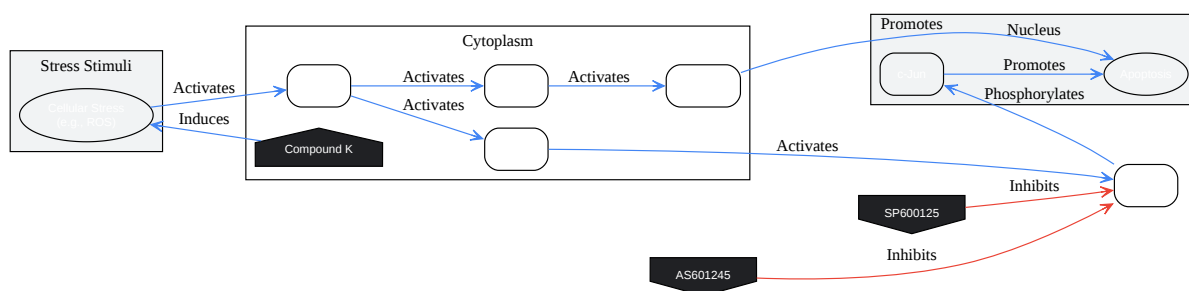 Stress Stimuli
Cellular Stress
(e.g., ROS)
Activates
Induces
Cytoplasm
Compound K
Activates
Activates
Activates
Promotes
Nucleus
c-Jun
Promotes
Apoptosis
Phosphorylates
Activates
Inhibits
SP600125
Inhibits
AS601245